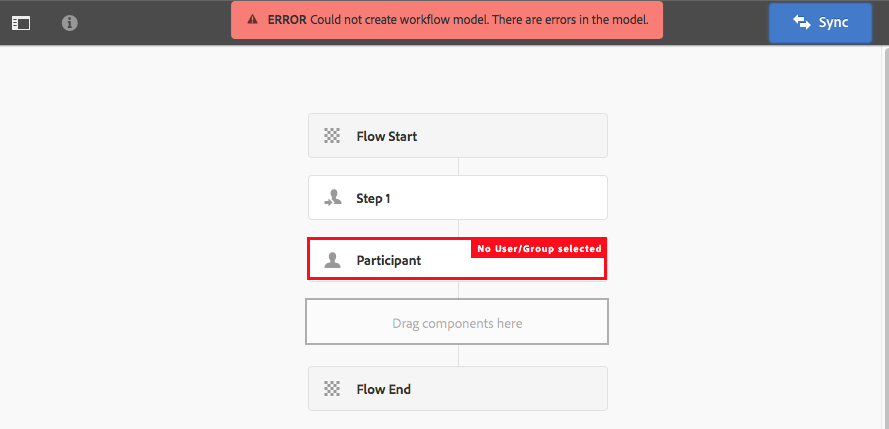 ERROR Could not create workflow model. There are errors in the model.
Sync
Flow Start
Step 1
No User/Group selected
Participant
Drag components here
Flow End